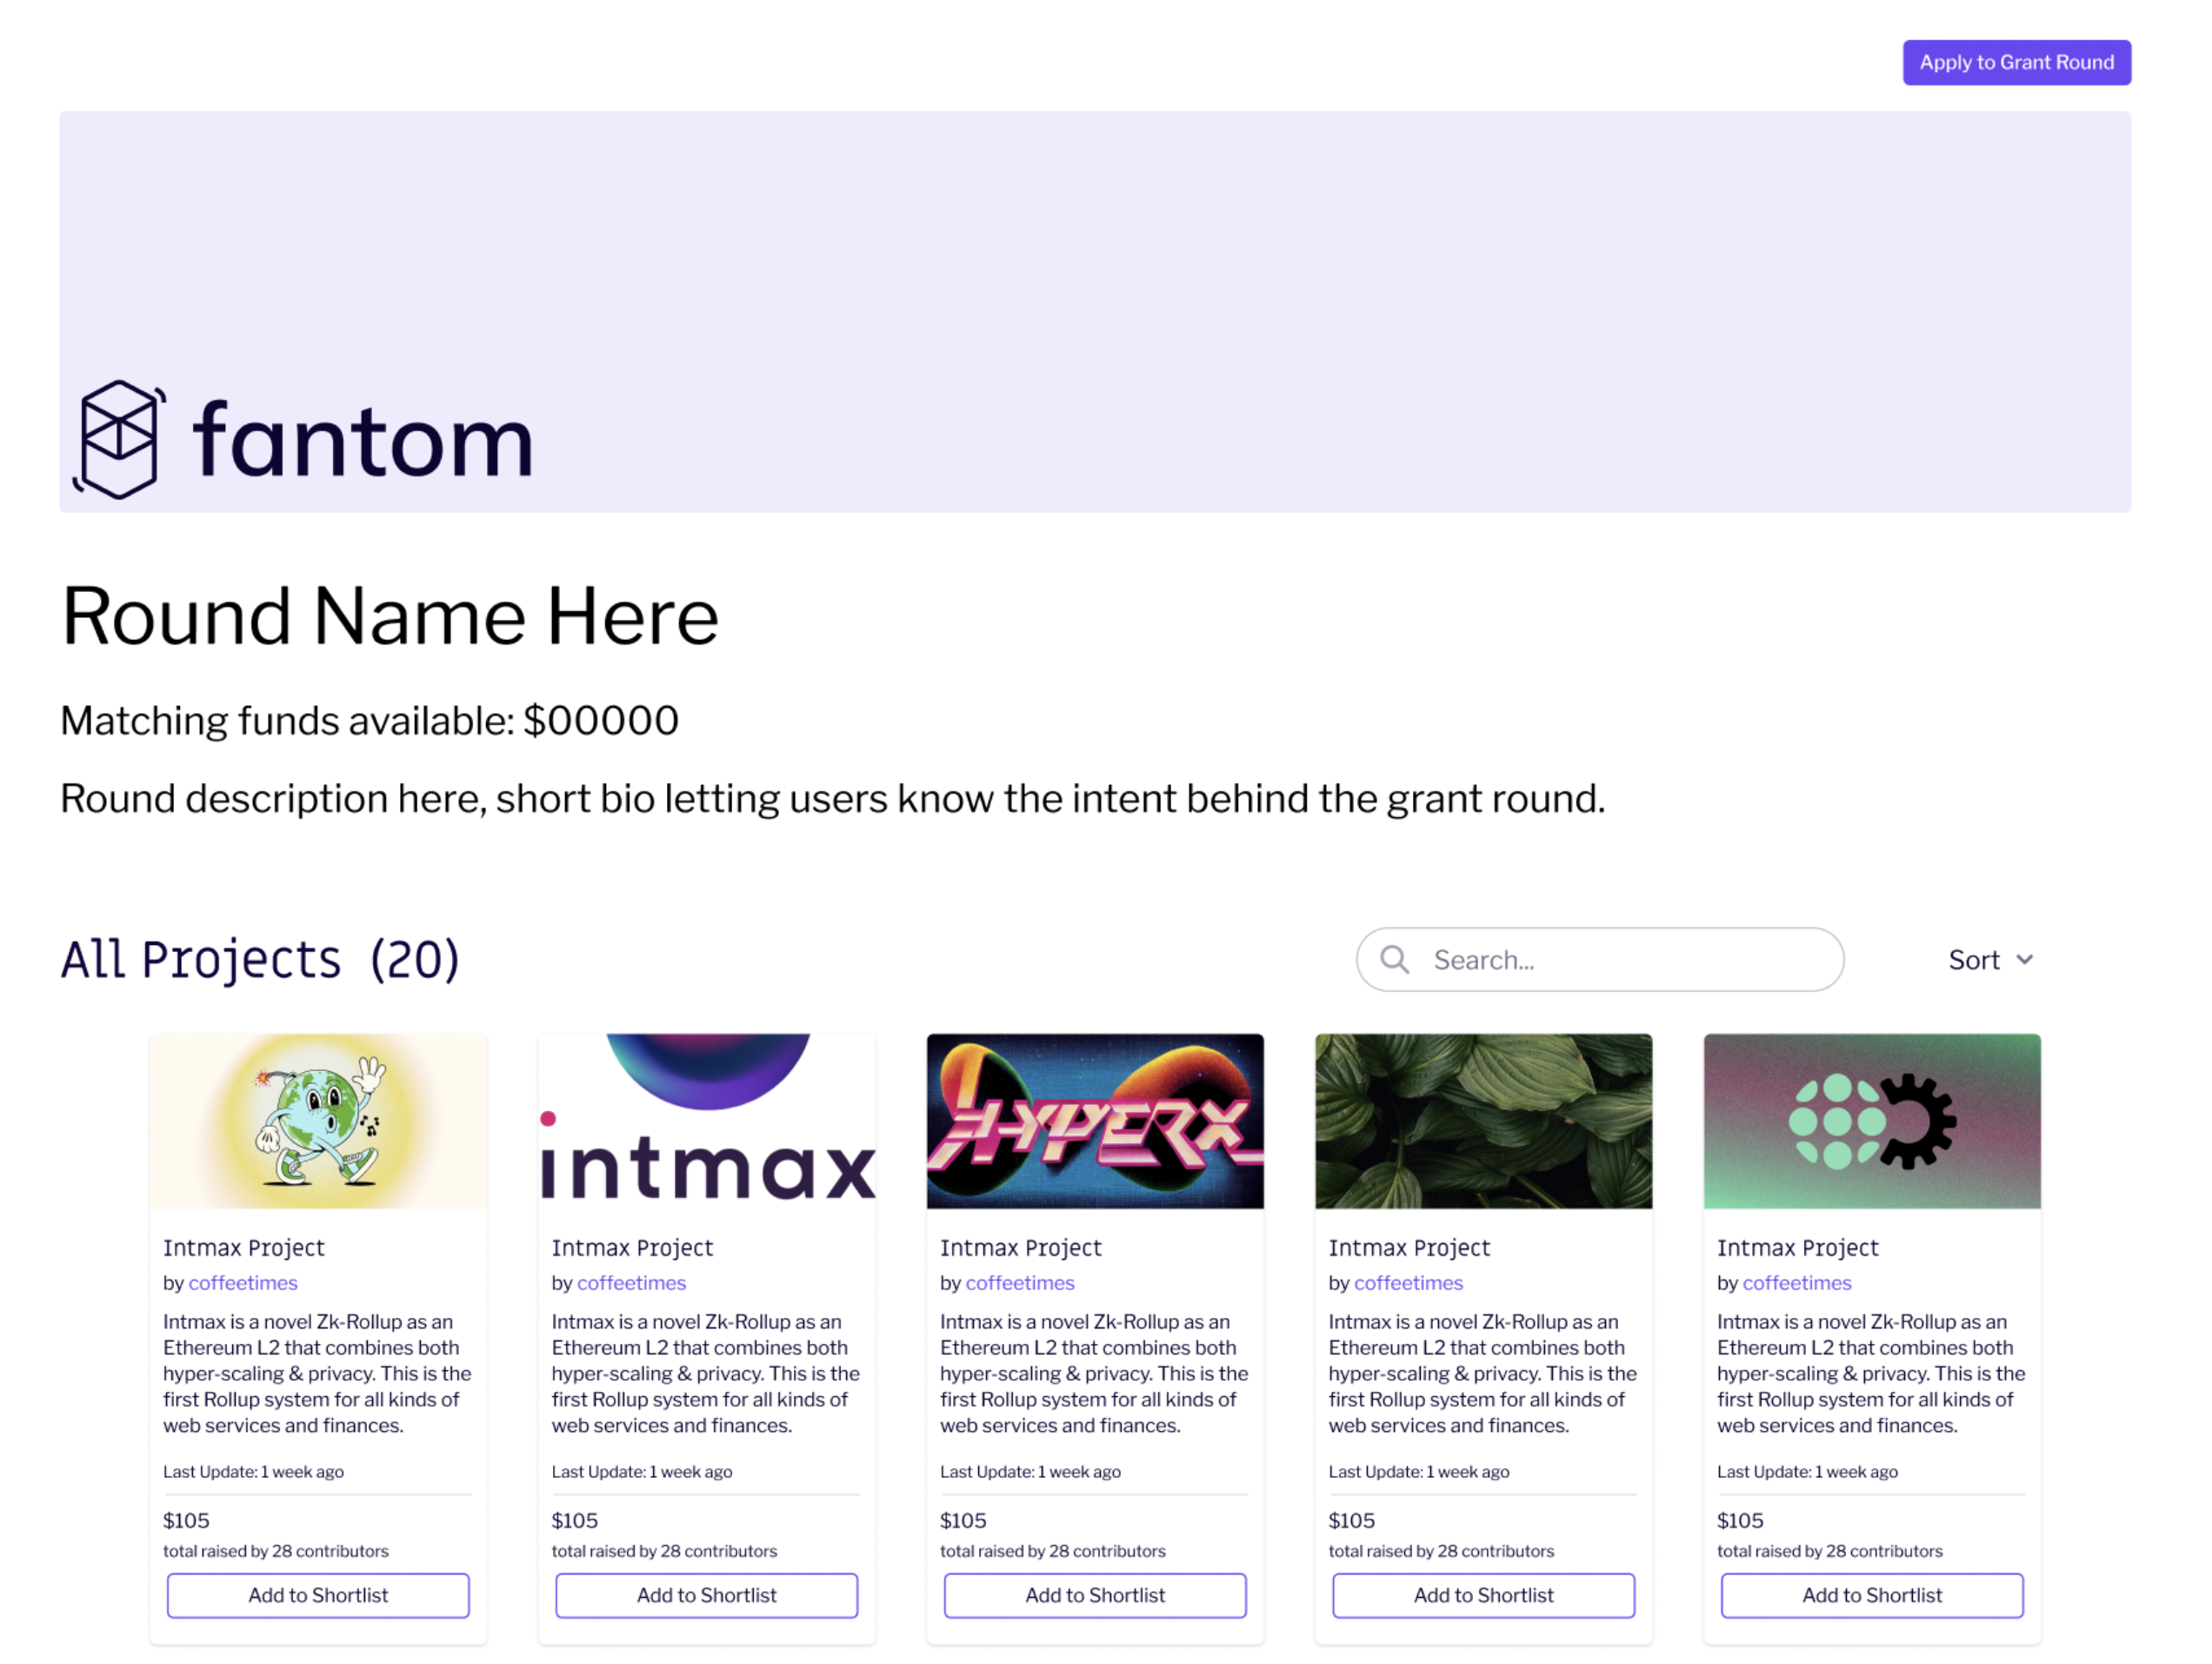 Apply to Grant Round
fantom
Round Name Here
Matching funds available: $00000
Round description here, short bio letting users know the intent behind the grant round.
All Projects (20)
Search...
Sort
intmax
HYPERX
Intmax Project
by coffeetimes
Intmax is a novel Zk-Rollup as an
Ethereum L2 that combines both
hyper-scaling & privacy. This is the
first Rollup system for all kinds of
web services and finances.
Last Update: 1 week ago
$105
total raised by 28 contributors
Add to Shortlist
Intmax Project
by coffeetimes
Intmax is a novel Zk-Rollup as an
Ethereum L2 that combines both
hyper-scaling & privacy. This is the
first Rollup system for all kinds of
web services and finances.
Last Update: 1 week ago
$105
total raised by 28 contributors
Add to Shortlist
Intmax Project
by coffeetimes
Intmax is a novel Zk-Rollup as an
Ethereum L2 that combines both
hyper-scaling & privacy. This is the
first Rollup system for all kinds of
web services and finances.
Last Update: 1 week ago
$105
total raised by 28 contributors
Add to Shortlist
Intmax Project
by coffeetimes
Intmax is a novel Zk-Rollup as an
Ethereum L2 that combines both
hyper-scaling & privacy. This is the
first Rollup system for all kinds of
web services and finances.
Last Update: 1 week ago
$105
total raised by 28 contributors
Add to Shortlist
Intmax Project
by coffeetimes
Intmax is a novel Zk-Rollup as an
Ethereum L2 that combines both
hyper-scaling & privacy. This is the
first Rollup system for all kinds of
web services and finances.
Last Update: 1 week ago
$105
total raised by 28 contributors
Add to Shortlist